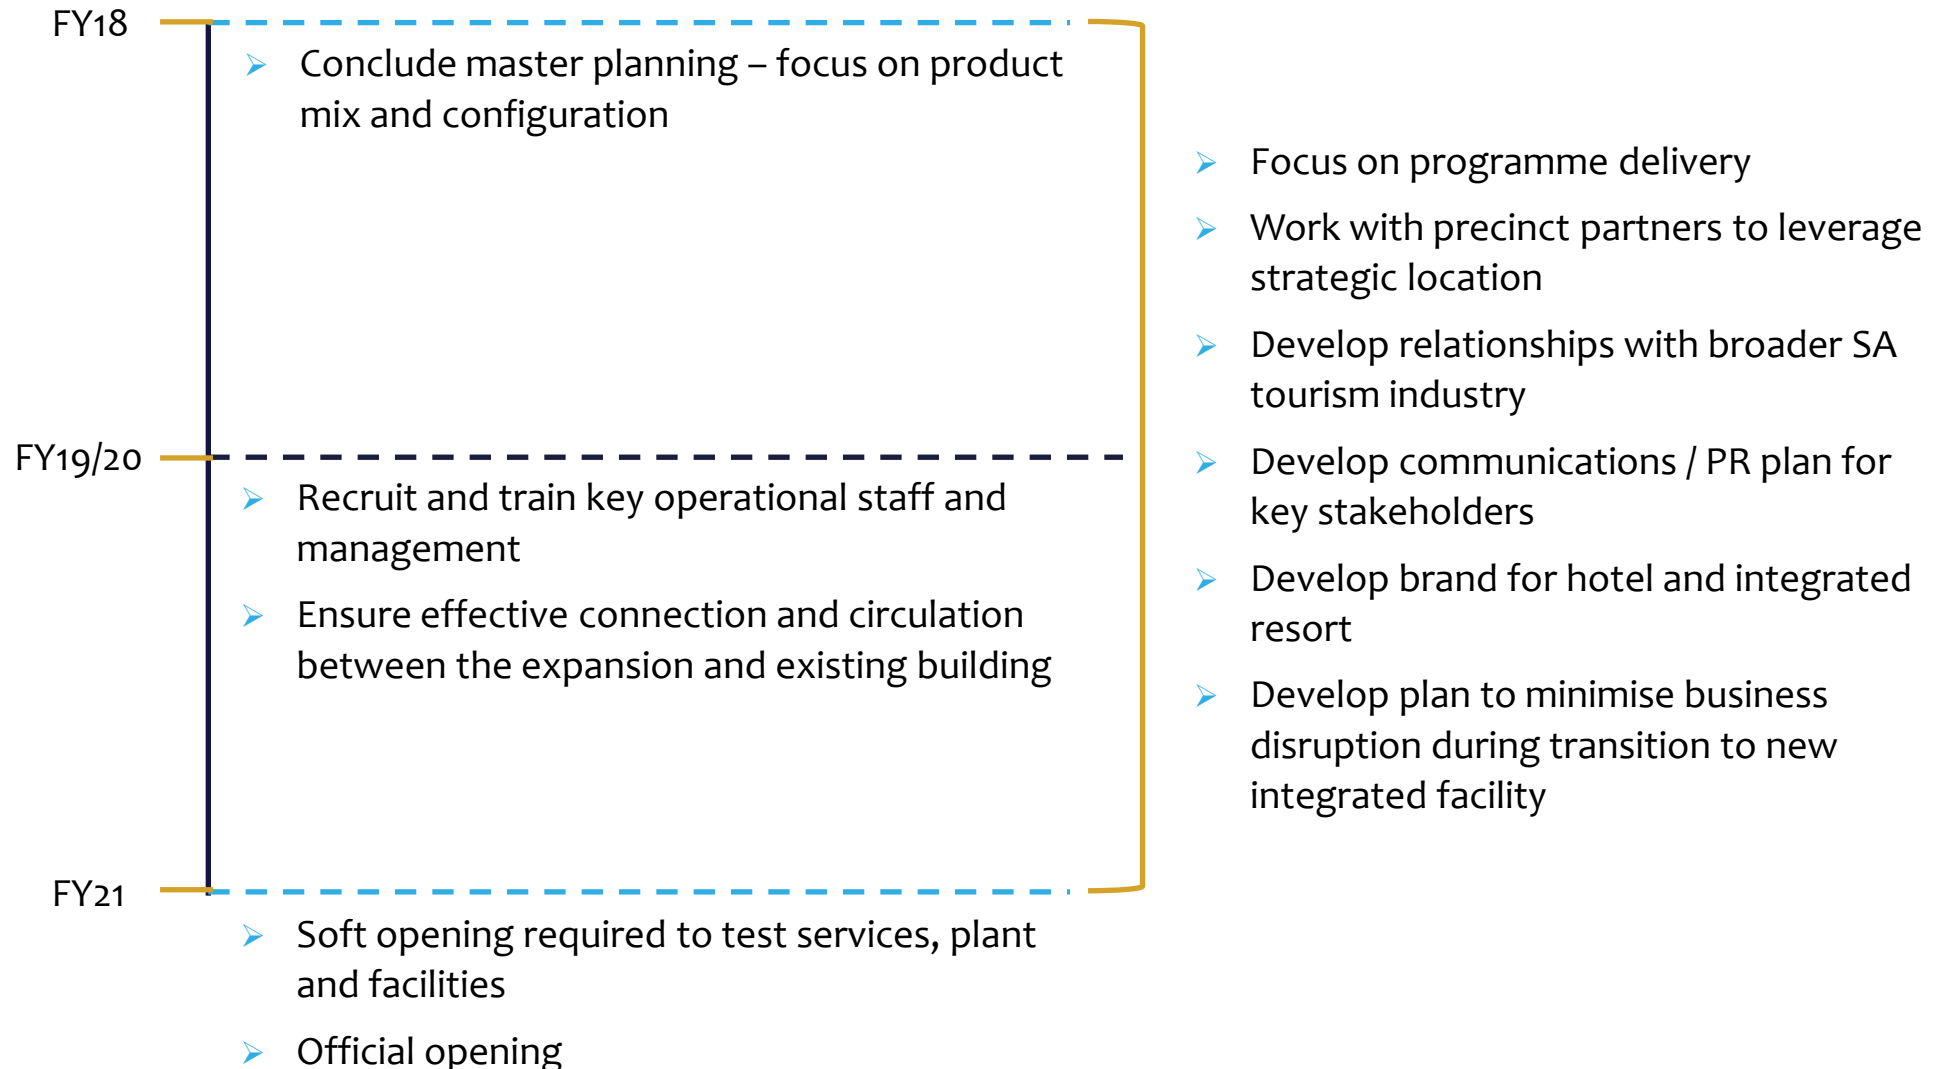 FY18
Conclude master planning – focus on product
mix and configuration
FY19/20
Recruit and train key operational staff and
management
Ensure effective connection and circulation
between the expansion and existing building
FY21
Soft opening required to test services, plant
and facilities
Official opening
Focus on programme delivery
Work with precinct partners to leverage
strategic location
Develop relationships with broader SA
tourism industry
Develop communications / PR plan for
key stakeholders
Develop brand for hotel and integrated
resort
Develop plan to minimise business
disruption during transition to new
integrated facility